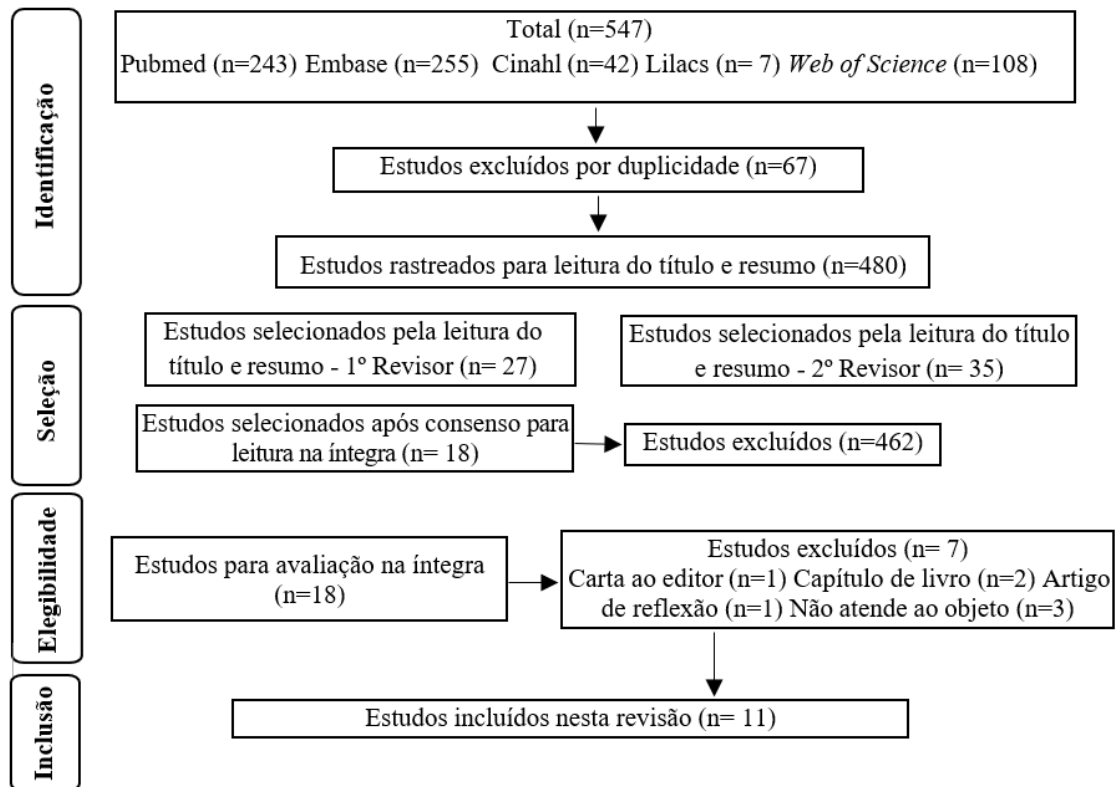 Identificação
Total (n=547)
Pubmed (n=243) Embase (n=255) Cinahl (n=42) Lilacs (n= 7) Web of Science (n=108)
Estudos excluídos por duplicidade (n=67)
Estudos rastreados para leitura do título e resumo (n=480)
Seleção
Estudos selecionados pela leitura do
título e resumo - 1º Revisor (n= 27)
Estudos selecionados pela leitura do título
e resumo - 2º Revisor (n= 35)
Estudos selecionados após consenso para
leitura na íntegra (n= 18)
Estudos excluídos (n=462)
Elegibilidade
Estudos para avaliação na íntegra
(n=18)
Estudos excluídos (n= 7)
Carta ao editor (n=1) Capítulo de livro (n=2) Artigo
de reflexão (n=1) Não atende ao objeto (n=3)
Inclusão
Estudos incluídos nesta revisão (n= 11)